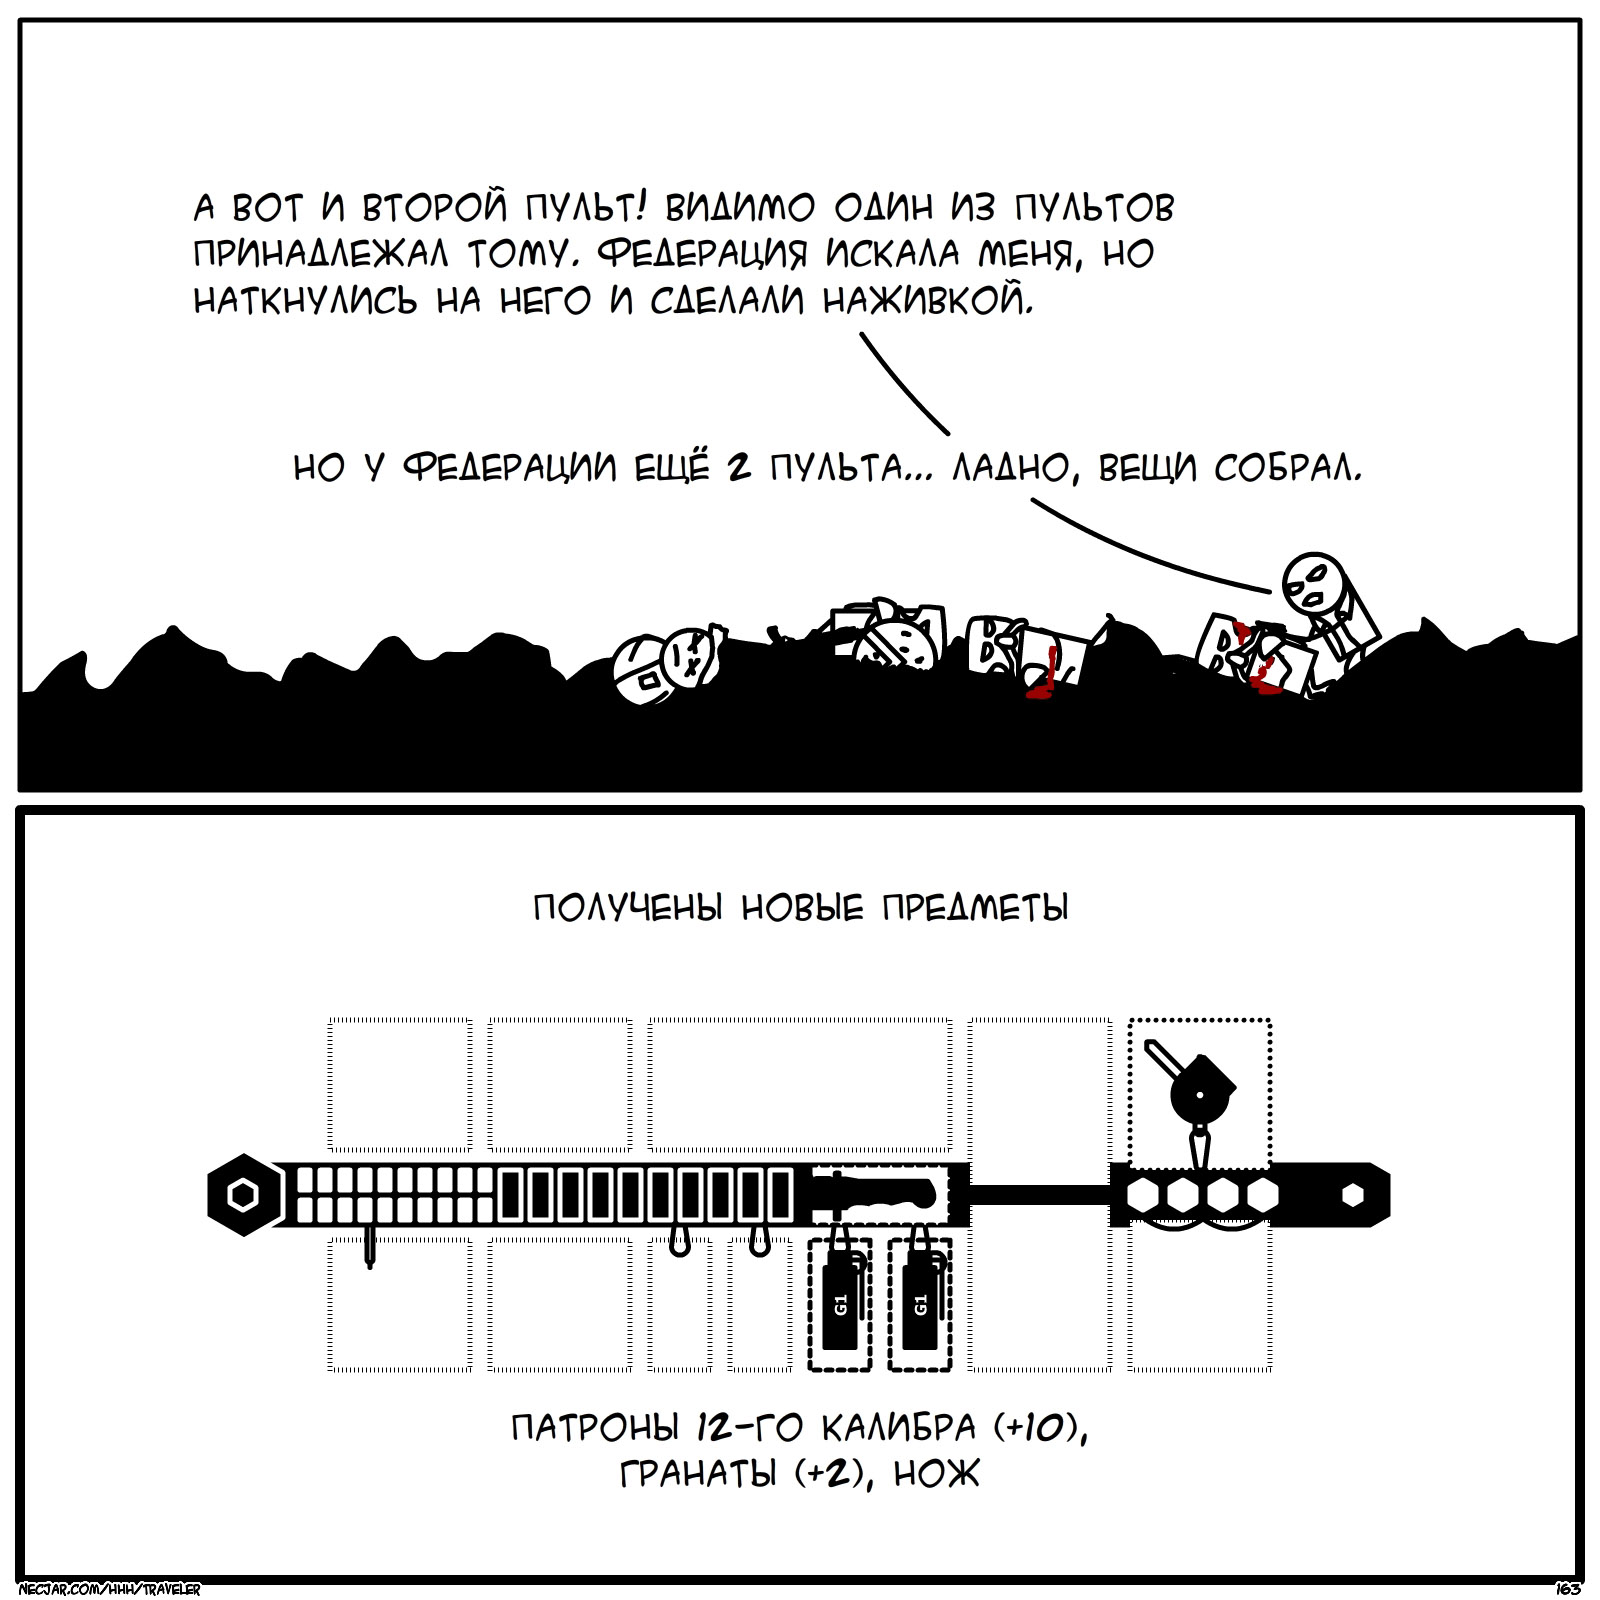 А ВОТ И ВТОРОЙ ПУЛЬТ! ВИДИМО ОДИН ИЗ ПУЛЬТОВ
ПРИНАДЛЕЖАЛ ТОМУ. ФЕДЕРАЦИЯ ИСКАЛА МЕНЯ, НО
НАТКНУЛИСЬ НА НЕГО И СДЕЛАЛИ НАЖИВКОЙ.
НО У ФЕДЕРАЦИИ ЕЩЁ 2 ПУЛЬТА... ЛАДНО, ВЕЩИ СОБРАЛ.
ПОЛУЧЕНЫ НОВЫЕ ПРЕДМЕТЫ
G1 G1
ПАТРОНЫ 12-ГО КАЛИБРА (+10),
ГРАНАТЫ (+2), НОЖ
NECJAR.COM/HHH/TRAVELER 163